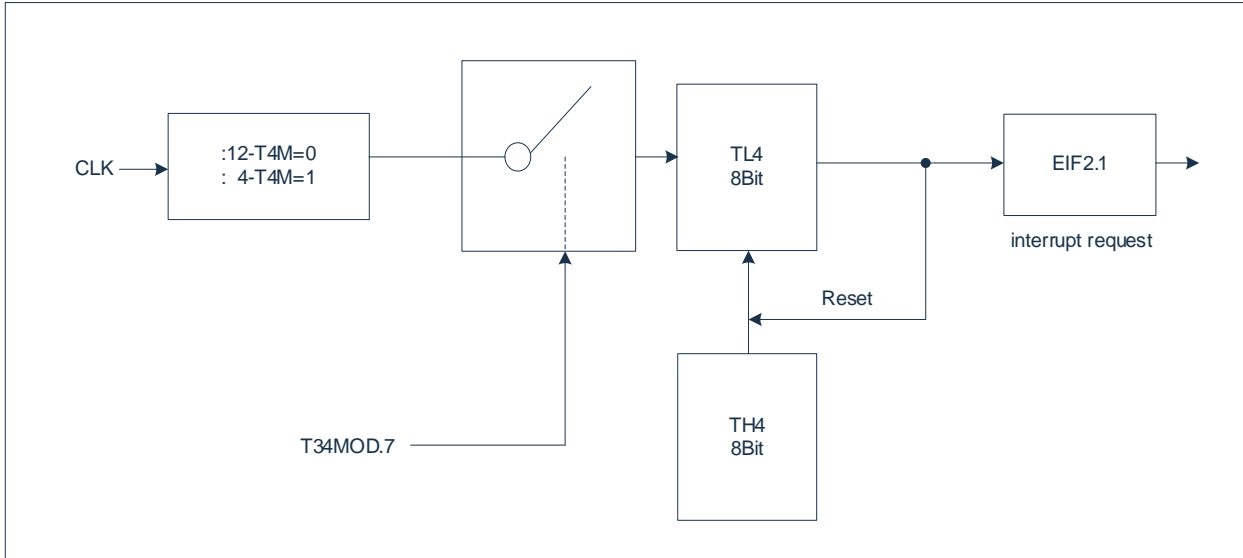 CLK
:12-T4M=0
: 4-T4M=1
TL4
8Bit
EIF2.1
interrupt request
Reset
TH4
8Bit
T34MOD.7